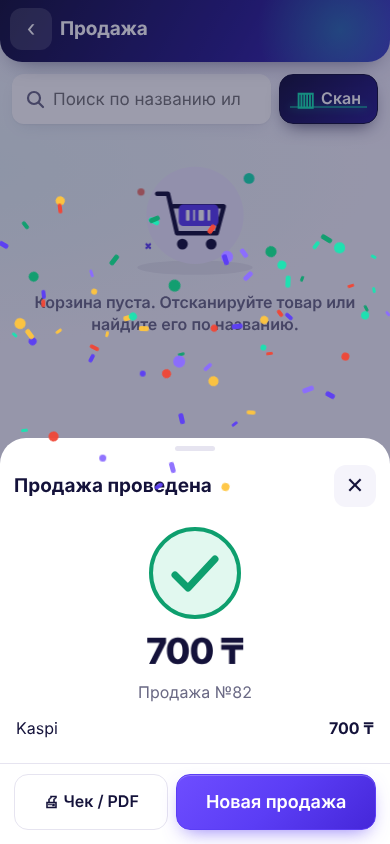 Продажа
Поиск по названию ил
Скан
Корзина пуста. Отсканируйте товар или
найдите его по названию.
Продажа проведена
700 ₸
Продажа №82
Kaspi 700 ₸
Чек / PDF
Новая продажа